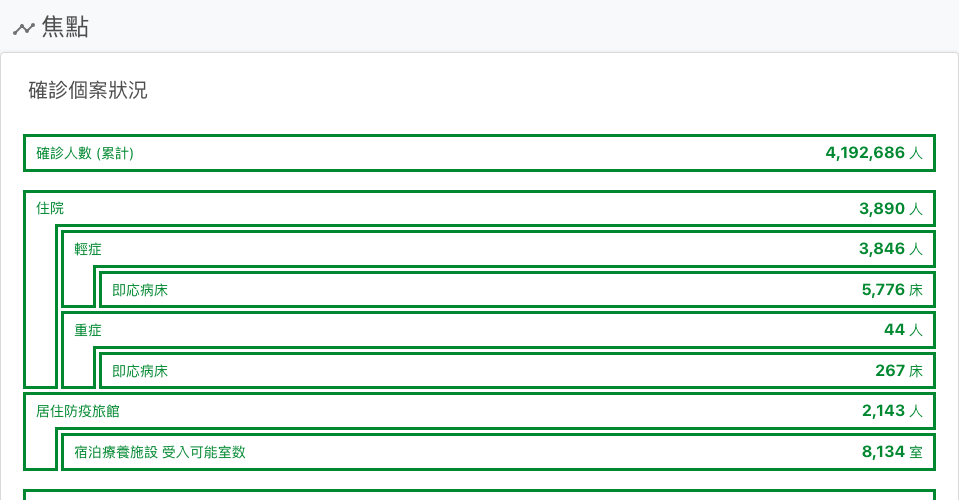 焦點
確診個案狀況
確診人數 (累計) 4,192,686 人
住院 3,890 人
輕症 3,846 人
即応病床 5,776 床
重症 44 人
即応病床 267 床
居住防疫旅館 2,143 人
宿泊療養施設 受入可能室数 8,134 室